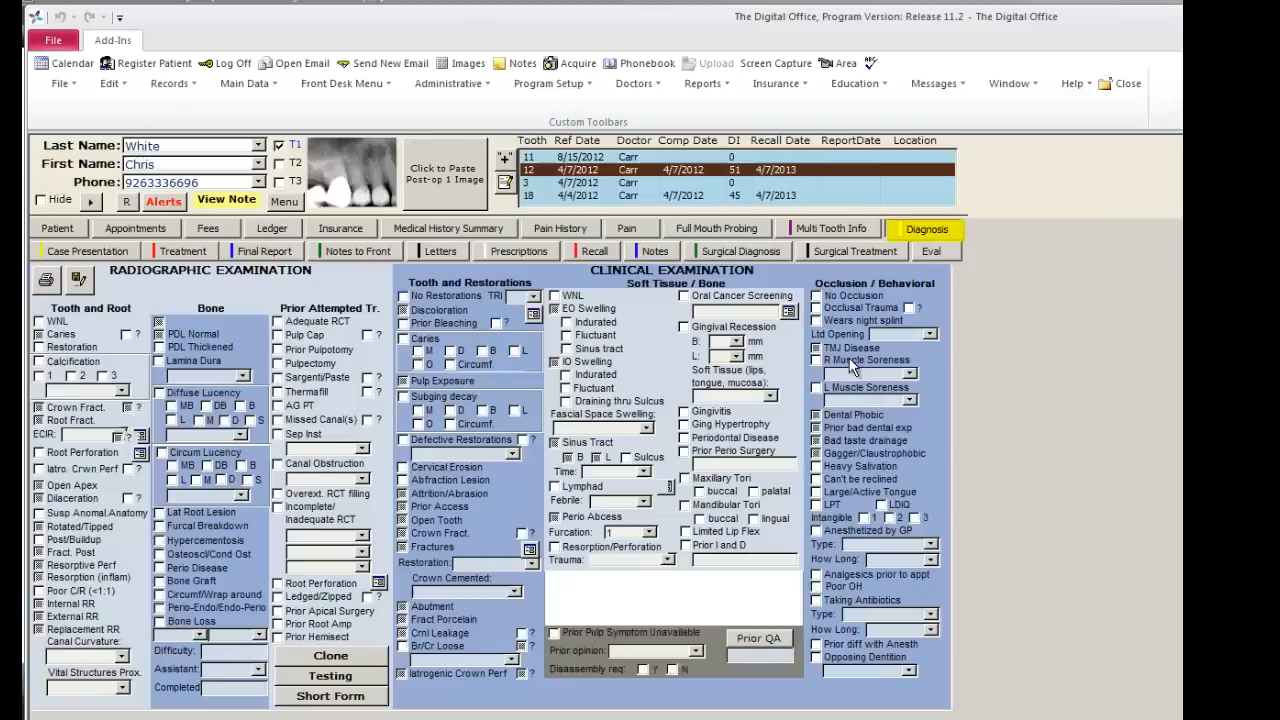 The Digital Office, Program Version: Release 11.2 - The Digital Office
File Add-Ins
Calendar Register Patient Log Off Open Email Send New Email Images Notes Acquire Phonebook Upload Screen Capture Area
File Edit Records Main Data Front Desk Menu Administrative Program Setup Doctors Reports Insurance Education Messages Window Help Close
Custom Toolbars
Last Name: White T1
First Name: Chris T2
Phone: 9263336696 T3
Hide R Alerts View Note Menu
Click to Paste
Post-op 1 Image
Tooth Ref Date Doctor Comp Date DI Recall Date ReportDate Location
11 8/15/2012 Carr 0
12 4/7/2012 Carr 4/7/2012 51 4/7/2013
3 4/7/2012 Carr 0
18 4/4/2012 Carr 4/7/2012 45 4/7/2013
Patient Appointments Fees Ledger Insurance Medical History Summary Pain History Pain Full Mouth Probing Multi Tooth Info Diagnosis
Case Presentation Treatment Final Report Notes to Front Letters Prescriptions Recall Notes Surgical Diagnosis Surgical Treatment Eval
RADIOGRAPHIC EXAMINATION
Tooth and Root
WNL
Caries ?
Restoration
Calcification
1 2 3
Crown Fract. ?
Root Fract.
ECIR:
Root Perforation
Iatro. Crwn Perf ?
Open Apex
Dilaceration ?
Susp Anomal.Anatomy
Rotated/Tipped
Post/Buildup
Fract. Post
Resorptive Perf
Resorption (inflam)
Poor C/R (<1:1)
Internal RR
External RR
Replacement RR
Canal Curvature:
Vital Structures Prox.
Bone
PDL Normal
PDL Thickened
Lamina Dura
Diffuse Lucency
MB DB B
L M D S
Circum Lucency
MB DB B
L M D S
Lat Root Lesion
Furcal Breakdown
Hypercementosis
Osteoscl/Cond Ost
Perio Disease
Bone Graft
Circumf/Wrap around
Perio-Endo/Endo-Perio
Bone Loss
Difficulty:
Assistant:
Completed
Prior Attempted Tr.
Adequate RCT
Pulp Cap ?
Prior Pulpotomy
Pulpectomy
Sargenti/Paste ?
Thermafill ?
AG PT
Missed Canal(s) ?
Sep Inst
Canal Obstruction
Overext. RCT filling
Incomplete/
Inadequate RCT
Root Perforation
Ledged/Zipped ?
Prior Apical Surgery
Prior Root Amp
Prior Hemisect
Clone
Testing
Short Form
CLINICAL EXAMINATION
Tooth and Restorations
No Restorations TRI
Discoloration
Prior Bleaching ?
Caries
M D B L
O Circumf.
Pulp Exposure
Subging decay
M D B L
O Circumf.
Defective Restorations ?
Cervical Erosion
Abfraction Lesion
Attrition/Abrasion
Prior Access
Open Tooth
Crown Fract. ?
Fractures
Restoration:
Crown Cemented:
Abutment
Fract Porcelain
Crnl Leakage ?
Br/Cr Loose ?
Iatrogenic Crown Perf ?
Soft Tissue / Bone
WNL
EO Swelling
Indurated
Fluctuant
Sinus tract
IO Swelling
Indurated
Fluctuant
Draining thru Sulcus
Fascial Space Swelling:
Sinus Tract
B L Sulcus
Time:
Lymphad
Febrile:
Perio Abcess
Furcation: 1
Resorption/Perforation
Trauma:
Oral Cancer Screening
Gingival Recession
B: mm
L: mm
Soft Tissue (lips,
tongue, mucosa):
Gingivitis
Ging Hypertrophy
Periodontal Disease
Prior Perio Surgery
Maxillary Tori
buccal palatal
Mandibular Tori
buccal lingual
Limited Lip Flex
Prior I and D
Prior Pulp Symptom Unavailable
Prior opinion:
Disassembly req: Y N
Prior QA
Occlusion / Behavioral
No Occlusion
Occlusal Trauma ?
Wears night splint
Ltd Opening
TMJ Disease
R Muscle Soreness
L Muscle Soreness
Dental Phobic
Prior bad dental exp
Bad taste drainage
Gagger/Claustrophobic
Heavy Salivation
Can't be reclined
Large/Active Tongue
LPT LDIQ
Intangible 1 2 3
Anesthetized by GP
Type:
How Long:
Analgesics prior to appt
Poor OH
Taking Antibiotics
Type:
How Long:
Prior diff with Anesth
Opposing Dentition